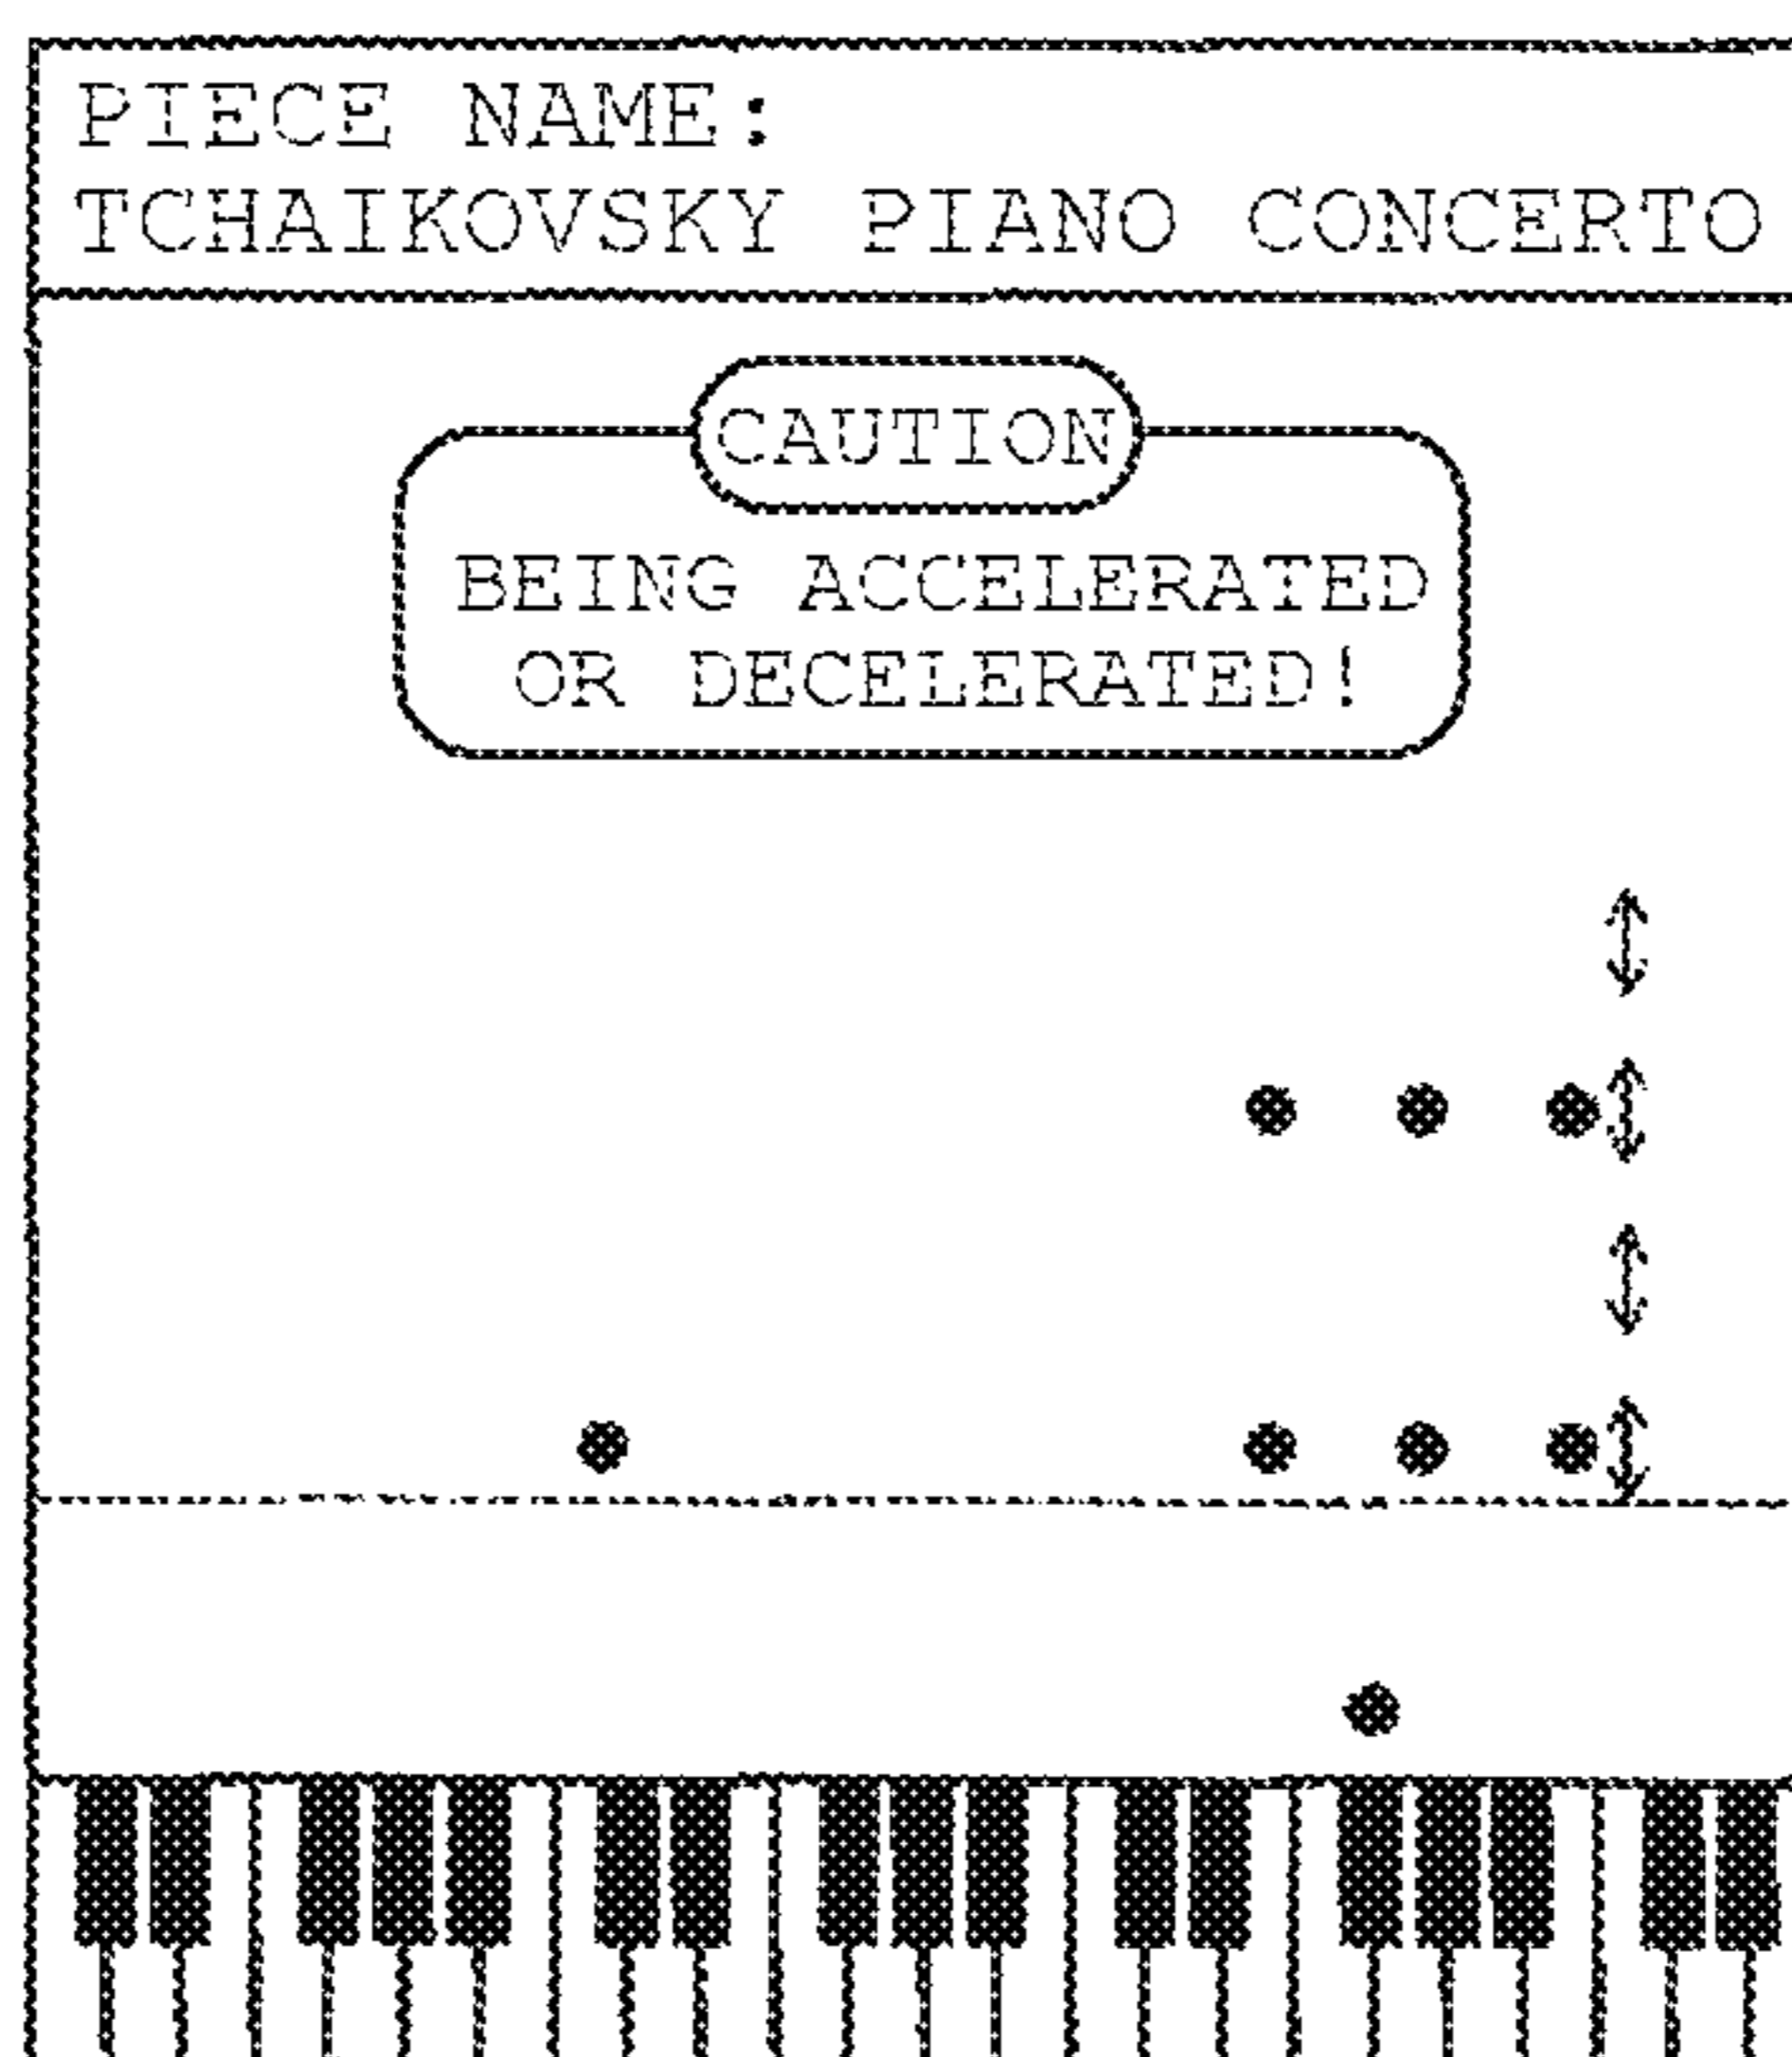 PIECE NAME:
TCHAIKOVSKY PIANO CONCERTO
CAUTION
BEING ACCELERATED
OR DECELERATED!